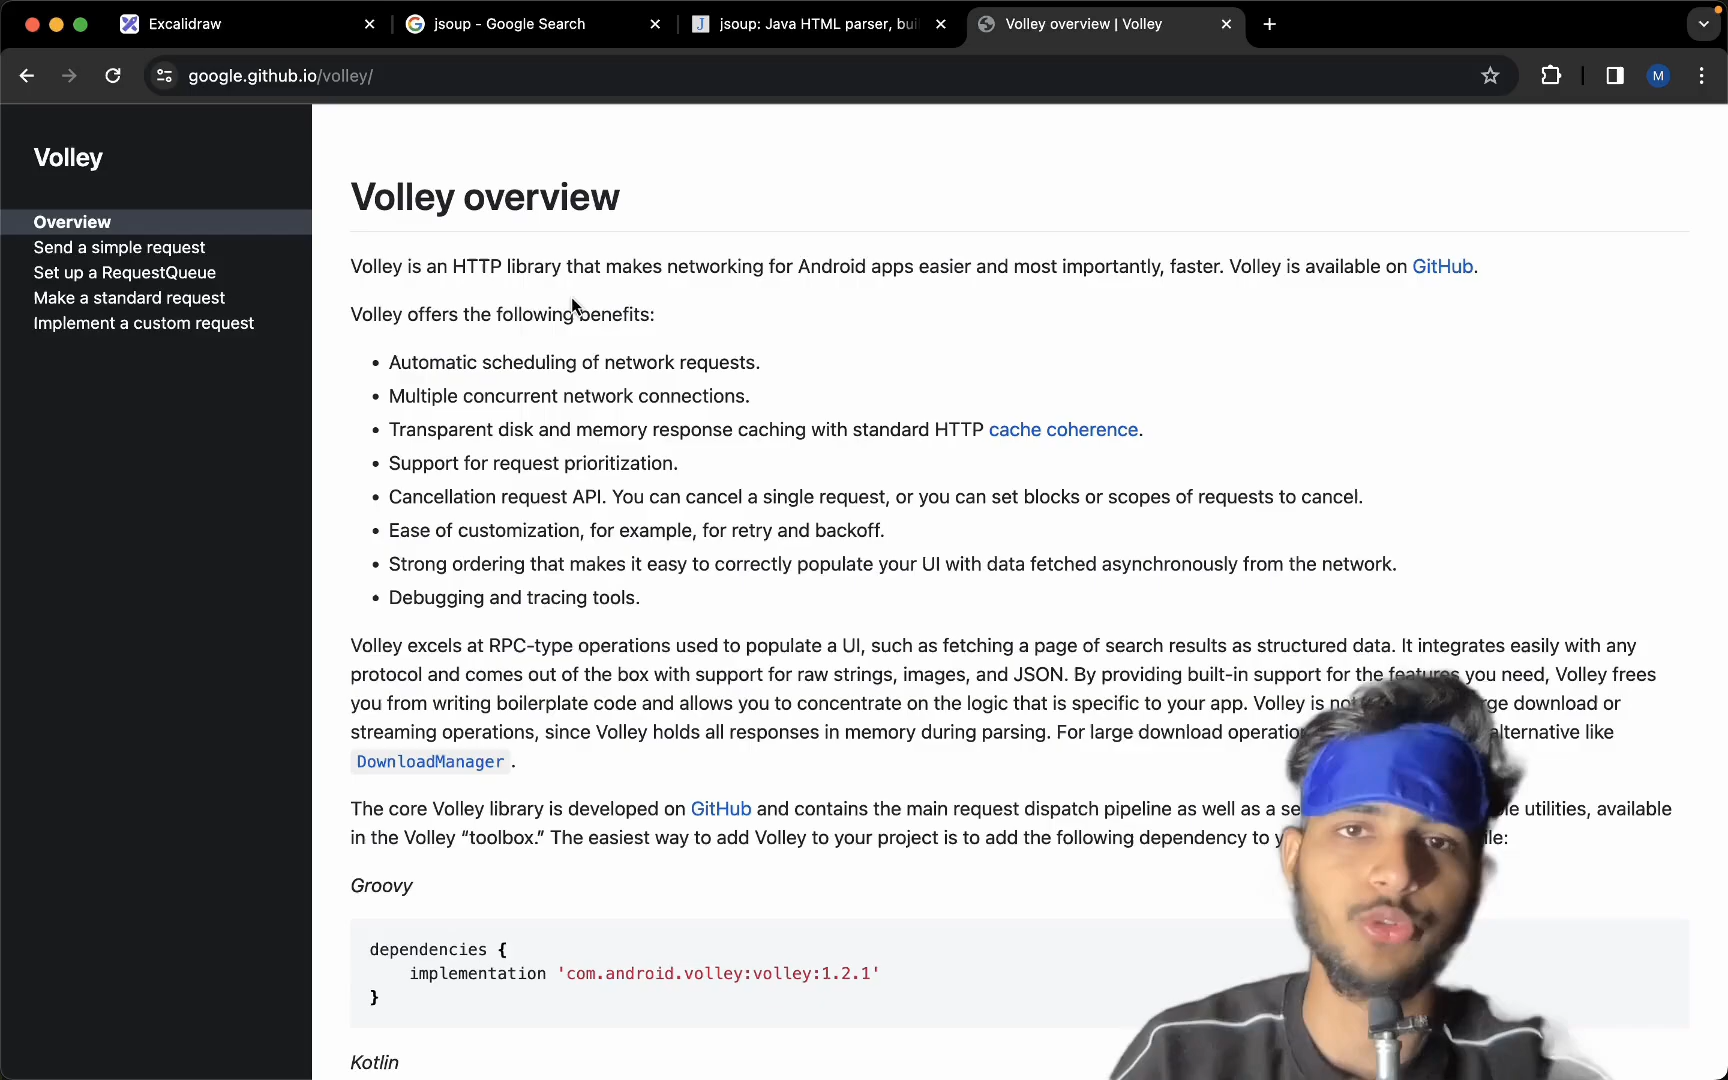 Excalidraw
jsoup - Google Search
J
jsoup: Java HTML parser, bui
Volley overview | Volley
google.github.io/volley/
M
Volley
Overview
Send a simple request
Set up a RequestQueue
Make a standard request
Implement a custom request
Volley overview
Volley is an HTTP library that makes networking for Android apps easier and most importantly, faster. Volley is available on GitHub.
Volley offers the following benefits:
• Automatic scheduling of network requests.
• Multiple concurrent network connections.
• Transparent disk and memory response caching with standard HTTP cache coherence.
• Support for request prioritization.
• Cancellation request API. You can cancel a single request, or you can set blocks or scopes of requests to cancel.
• Ease of customization, for example, for retry and backoff.
• Strong ordering that makes it easy to correctly populate your UI with data fetched asynchronously from the network.
• Debugging and tracing tools.
Volley excels at RPC-type operations used to populate a UI, such as fetching a page of search results as structured data. It integrates easily with any
protocol and comes out of the box with support for raw strings, images, and JSON. By providing built-in support for the features you need, Volley frees
you from writing boilerplate code and allows you to concentrate on the logic that is specific to your app. Volley is download or
streaming operations, since Volley holds all responses in memory during parsing. For large download alternative like
DownloadManager.
The core Volley library is developed on GitHub and contains the main request dispatch pipeline as well as a utilities, available
in the Volley “toolbox.” The easiest way to add Volley to your project is to add the following dependency to
Groovy
dependencies {
implementation 'com.android.volley:volley:1.2.1'
}
Kotlin